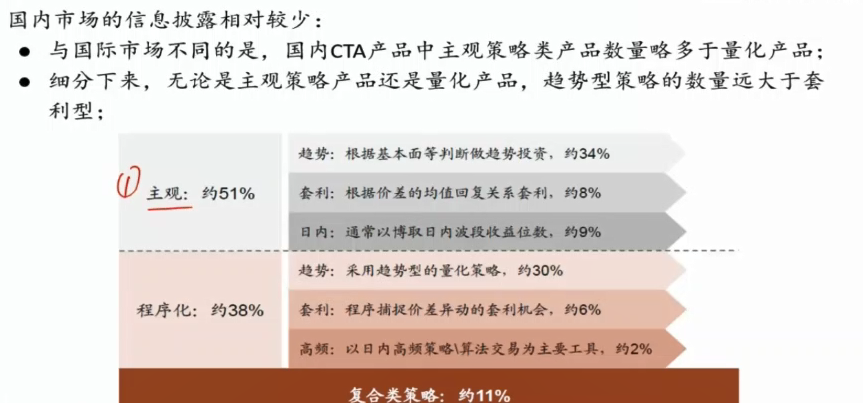 国内市场的信息披露相对较少：
● 与国际市场不同的是，国内CTA产品中主观策略类产品数量略多于量化产品；
● 细分下来，无论是主观策略产品还是量化产品，趋势型策略的数量远大于套
利型；
①
主观：约51%
趋势：根据基本面等判断做趋势投资，约34%
套利：根据价差的均值回复关系套利，约8%
日内：通常以博取日内波段收益位数，约9%
程序化：约38%
趋势：采用趋势型的量化策略，约30%
套利：程序捕捉价差异动的套利机会，约6%
高频：以日内高频策略\算法交易为主要工具，约2%
复合类策略：约11%